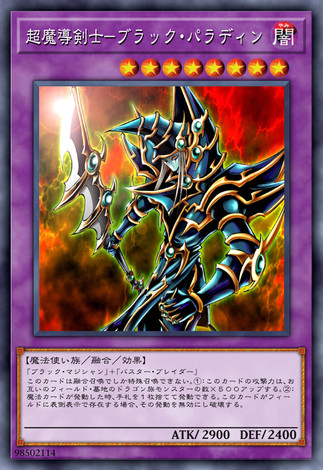 超魔導剣士-ブラック・パラディン
闇
【魔法使い族／融合／効果】
「ブラック・マジシャン」+「バスター・ブレイダー」
このカードは融合召喚でしか特殊召喚できない。①：このカードの攻撃力は、お
互いのフィールド・墓地のドラゴン族モンスターの数×５００アップする。②：
魔法カードが発動した時、手札を１枚捨てて発動できる。このカードがフィー
ルドに表側表示で存在する場合、その発動を無効にし破壊する。
ATK/ 2900 DEF/2400
98502114